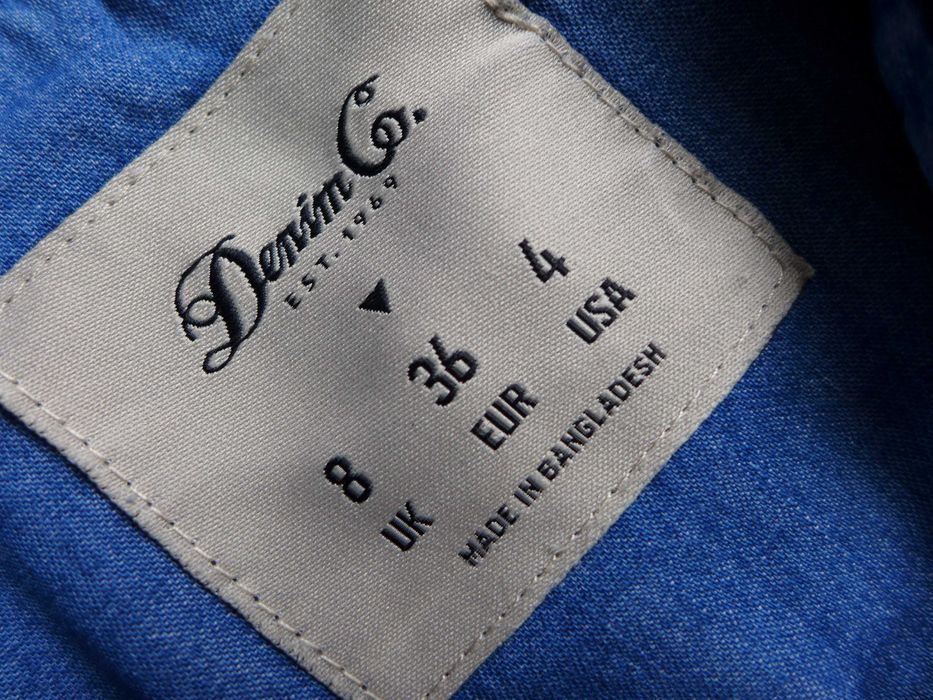 Denim Co.
EST. 1969
8 36 4
UK EUR USA
MADE IN BANGLADESH